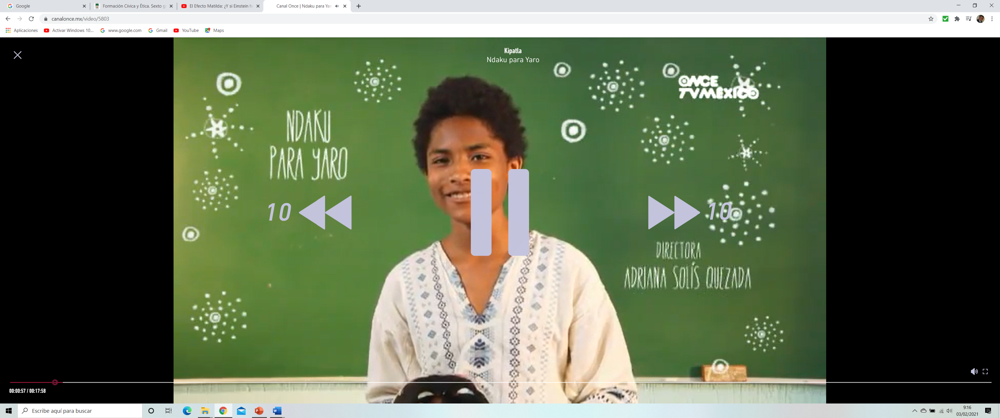 Google
Formación Cívica y Ética. Sexto g
El Efecto Matilda: ¿Y si Einstein h
Canal Once | Ndaku para Yar
canalonce.mx/video/5803
Aplicaciones
Activar Windows 10...
www.google.com
Gmail
YouTube
Maps
Kipatla
Ndaku para Yaro
ONCE
TV MÉXICO
NDAKU
PARA YARO
10
10
DIRECTORA
ADRIANA SOLÍS QUEZADA
00:00:57 / 00:17:58
Escribe aquí para buscar
9:16
03/02/2021